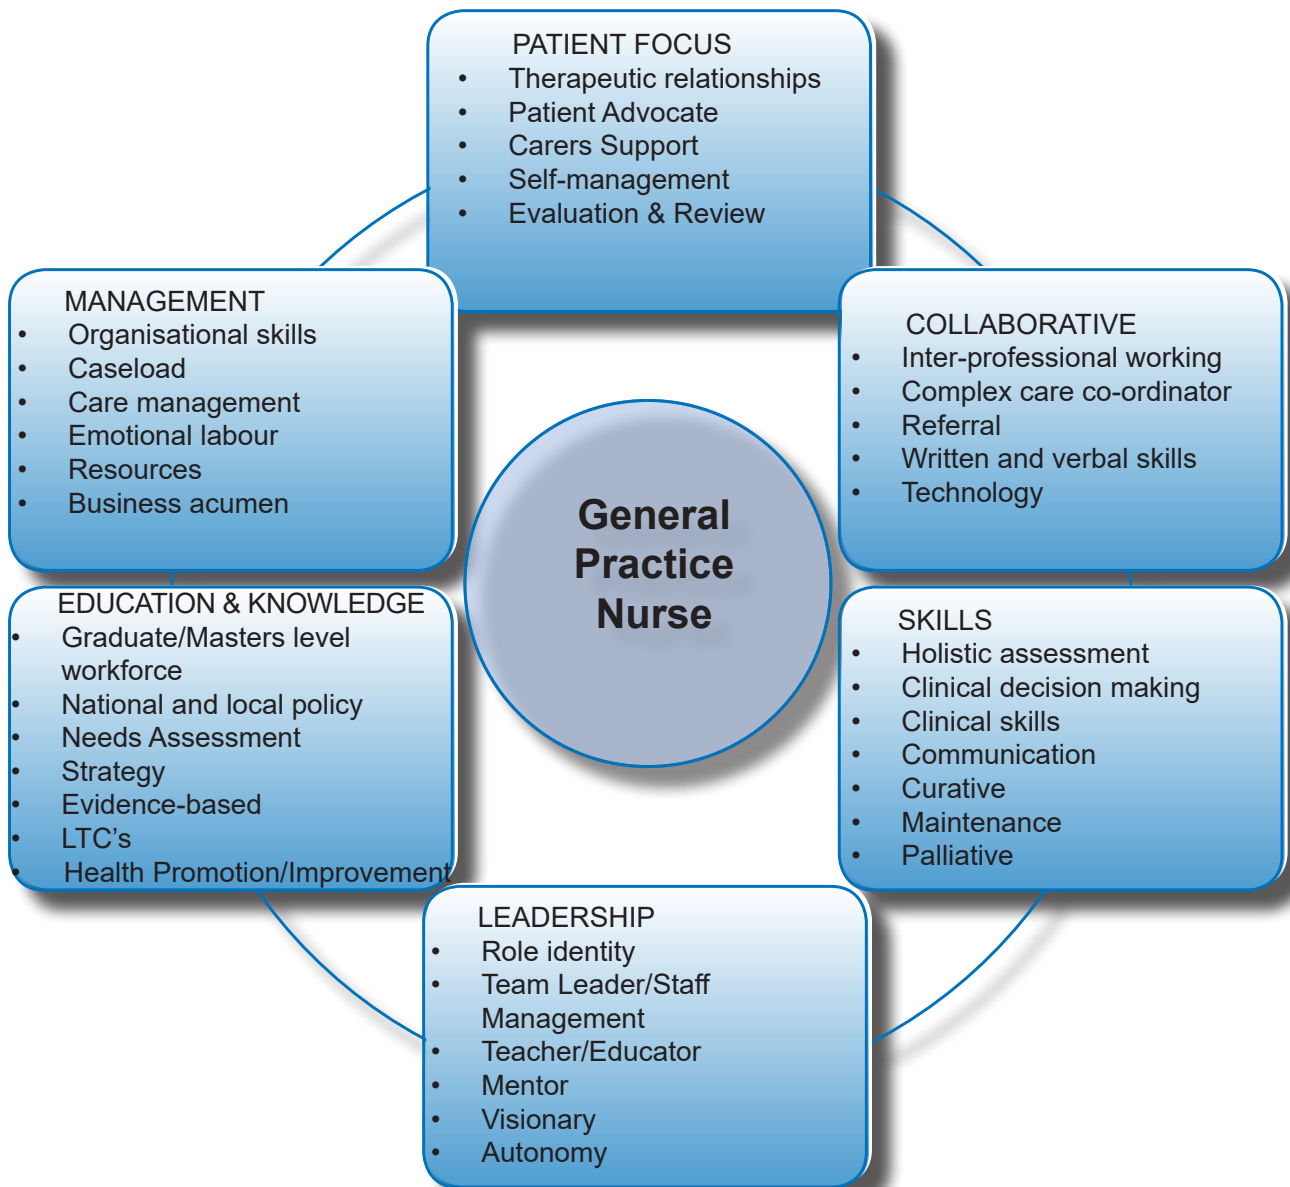 PATIENT FOCUS
• Therapeutic relationships
• Patient Advocate
• Carers Support
• Self-management
• Evaluation & Review
MANAGEMENT
• Organisational skills
• Caseload
• Care management
• Emotional labour
• Resources
• Business acumen
COLLABORATIVE
• Inter-professional working
• Complex care co-ordinator
• Referral
• Written and verbal skills
• Technology
General
Practice
Nurse
EDUCATION & KNOWLEDGE
• Graduate/Masters level
workforce
• National and local policy
• Needs Assessment
• Strategy
• Evidence-based
• LTC’s
• Health Promotion/Improvement
SKILLS
• Holistic assessment
• Clinical decision making
• Clinical skills
• Communication
• Curative
• Maintenance
• Palliative
LEADERSHIP
• Role identity
• Team Leader/Staff
Management
• Teacher/Educator
• Mentor
• Visionary
• Autonomy